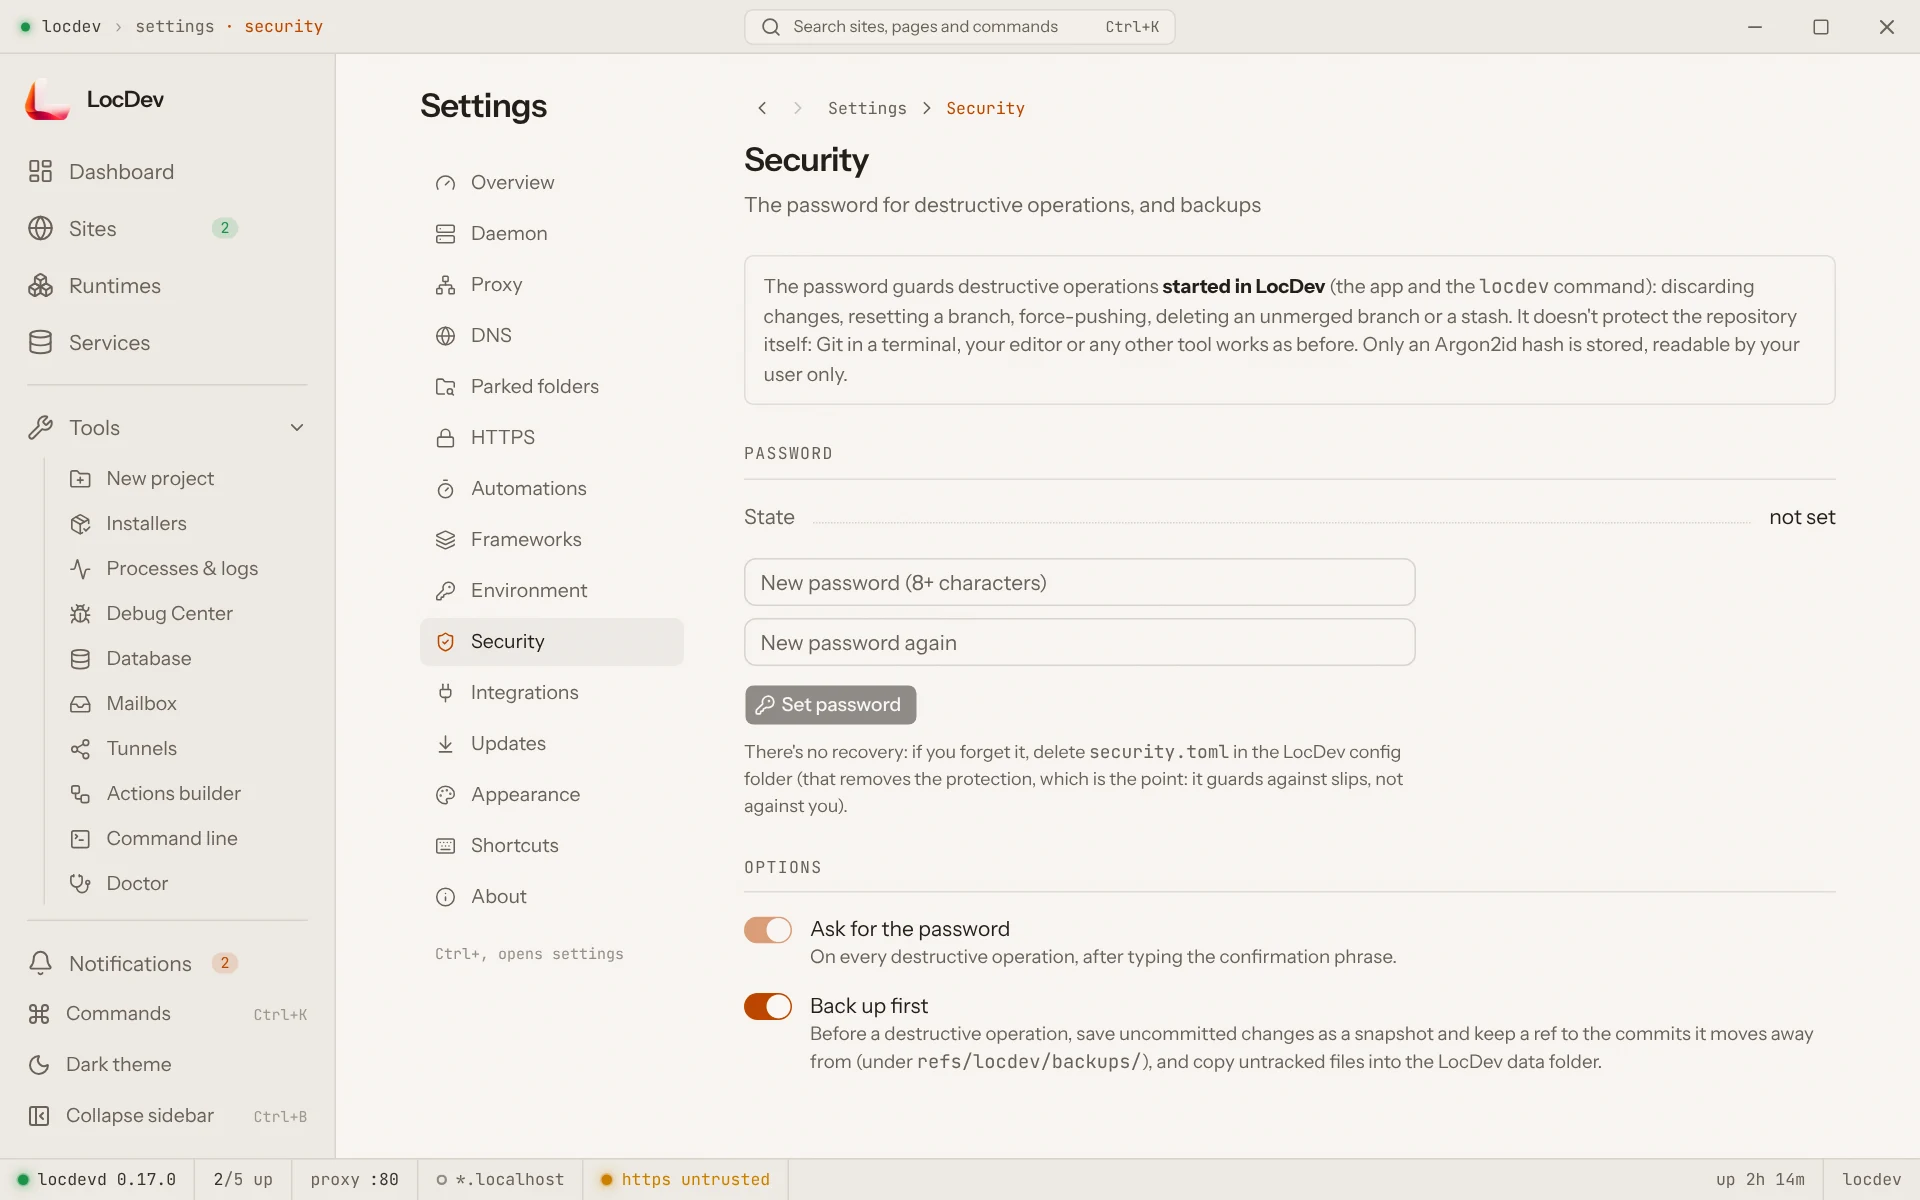 locdev › settings · security
Search sites, pages and commands Ctrl+K
LocDev
Dashboard
Sites 2
Runtimes
Services
Tools
New project
Installers
Processes & logs
Debug Center
Database
Mailbox
Tunnels
Actions builder
Command line
Doctor
Notifications 2
Commands Ctrl+K
Dark theme
Collapse sidebar Ctrl+B
Settings
Overview
Daemon
Proxy
DNS
Parked folders
HTTPS
Automations
Frameworks
Environment
Security
Integrations
Updates
Appearance
Shortcuts
About
Ctrl+, opens settings
Settings > Security
Security
The password for destructive operations, and backups
The password guards destructive operations started in LocDev (the app and the locdev command): discarding
changes, resetting a branch, force-pushing, deleting an unmerged branch or a stash. It doesn't protect the repository
itself: Git in a terminal, your editor or any other tool works as before. Only an Argon2id hash is stored, readable by your
user only.
PASSWORD
State not set
New password (8+ characters)
New password again
Set password
There's no recovery: if you forget it, delete security.toml in the LocDev config
folder (that removes the protection, which is the point: it guards against slips, not
against you).
OPTIONS
Ask for the password
On every destructive operation, after typing the confirmation phrase.
Back up first
Before a destructive operation, save uncommitted changes as a snapshot and keep a ref to the commits it moves away
from (under refs/locdev/backups/), and copy untracked files into the LocDev data folder.
locdevd 0.17.0 2/5 up proxy :80 *.localhost https untrusted up 2h 14m locdev